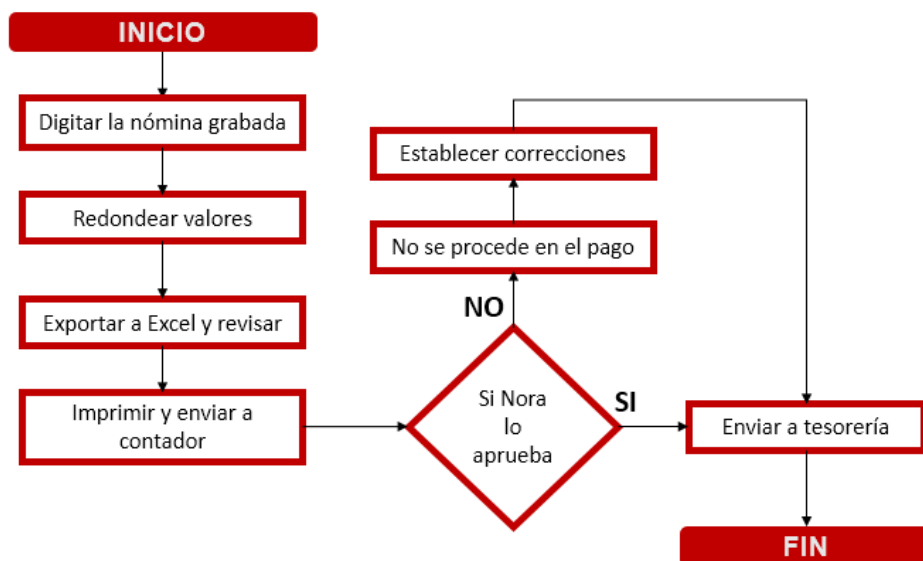 INICIO
Digitar la nómina grabada
Redondear valores
Exportar a Excel y revisar
Imprimir y enviar a
contador
Establecer correcciones
No se procede en el pago
NO
Si Nora
lo
aprueba
SI
Enviar a tesorería
FIN